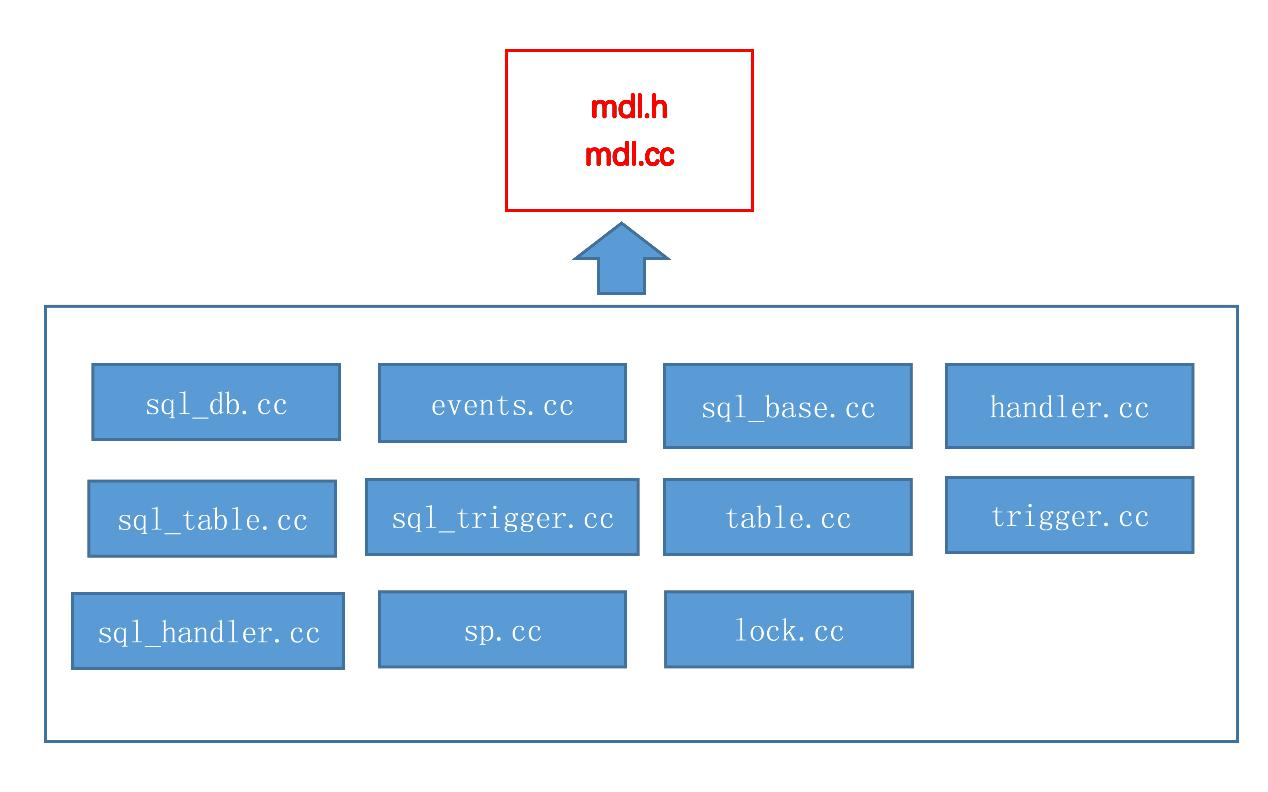 mdl.h
mdl.cc
sql_db.cc
events.cc
sql_base.cc
handler.cc
sql_table.cc
sql_trigger.cc
table.cc
trigger.cc
sql_handler.cc
sp.cc
lock.cc